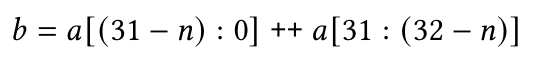 b = a[(31 − n) : 0] ++ a[31 : (32 − n)]